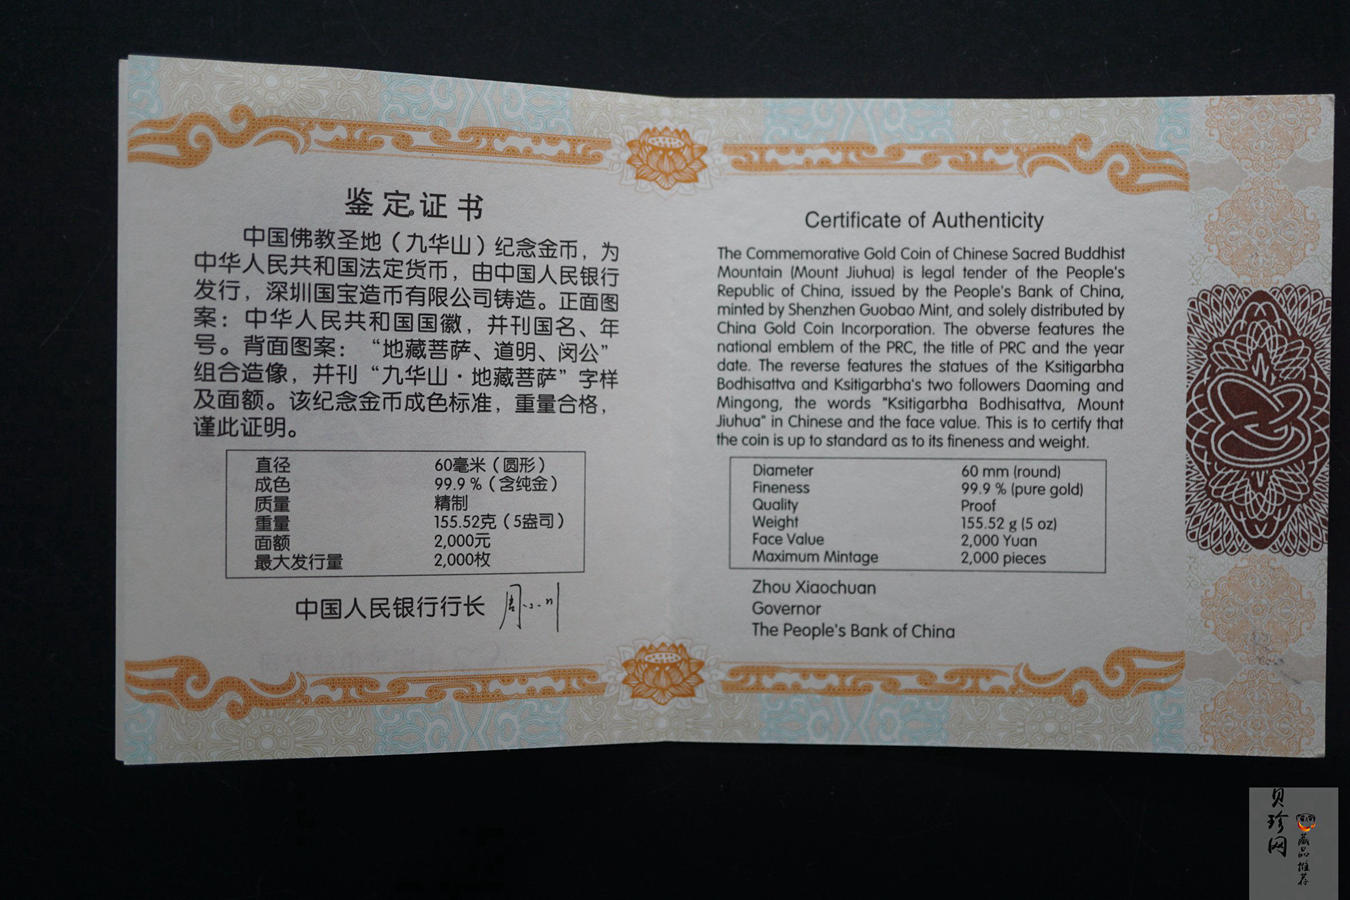 鉴定证书
中国佛教圣地（九华山）纪念金币，为
中华人民共和国法定货币，由中国人民银行
发行，深圳国宝造币有限公司铸造。正面图
案：中华人民共和国国徽，并刊国名、年
号。背面图案：“地藏菩萨、道明、闵公”
组合造像，并刊“九华山·地藏菩萨”字样
及面额。该纪念金币成色标准，重量合格，
谨此证明。
直径 60毫米（圆形）
成色 99.9 %（含纯金）
质量 精制
重量 155.52克（5盎司）
面额 2,000元
最大发行量 2,000枚
中国人民银行行长 周小川
Certificate of Authenticity
The Commemorative Gold Coin of Chinese Sacred Buddhist
Mountain (Mount Jiuhua) is legal tender of the People's
Republic of China, issued by the People's Bank of China,
minted by Shenzhen Guobao Mint, and solely distributed by
China Gold Coin Incorporation. The obverse features the
national emblem of the PRC, the title of PRC and the year
date. The reverse features the statues of the Ksitigarbha
Bodhisattva and Ksitigarbha's two followers Daoming and
Mingong, the words "Ksitigarbha Bodhisattva, Mount
Jiuhua" in Chinese and the face value. This is to certify that
the coin is up to standard as to its fineness and weight.
Diameter 60 mm (round)
Fineness 99.9 % (pure gold)
Quality Proof
Weight 155.52 g (5 oz)
Face Value 2,000 Yuan
Maximum Mintage 2,000 pieces
Zhou Xiaochuan
Governor
The People's Bank of China
贝珍网
藏品推荐